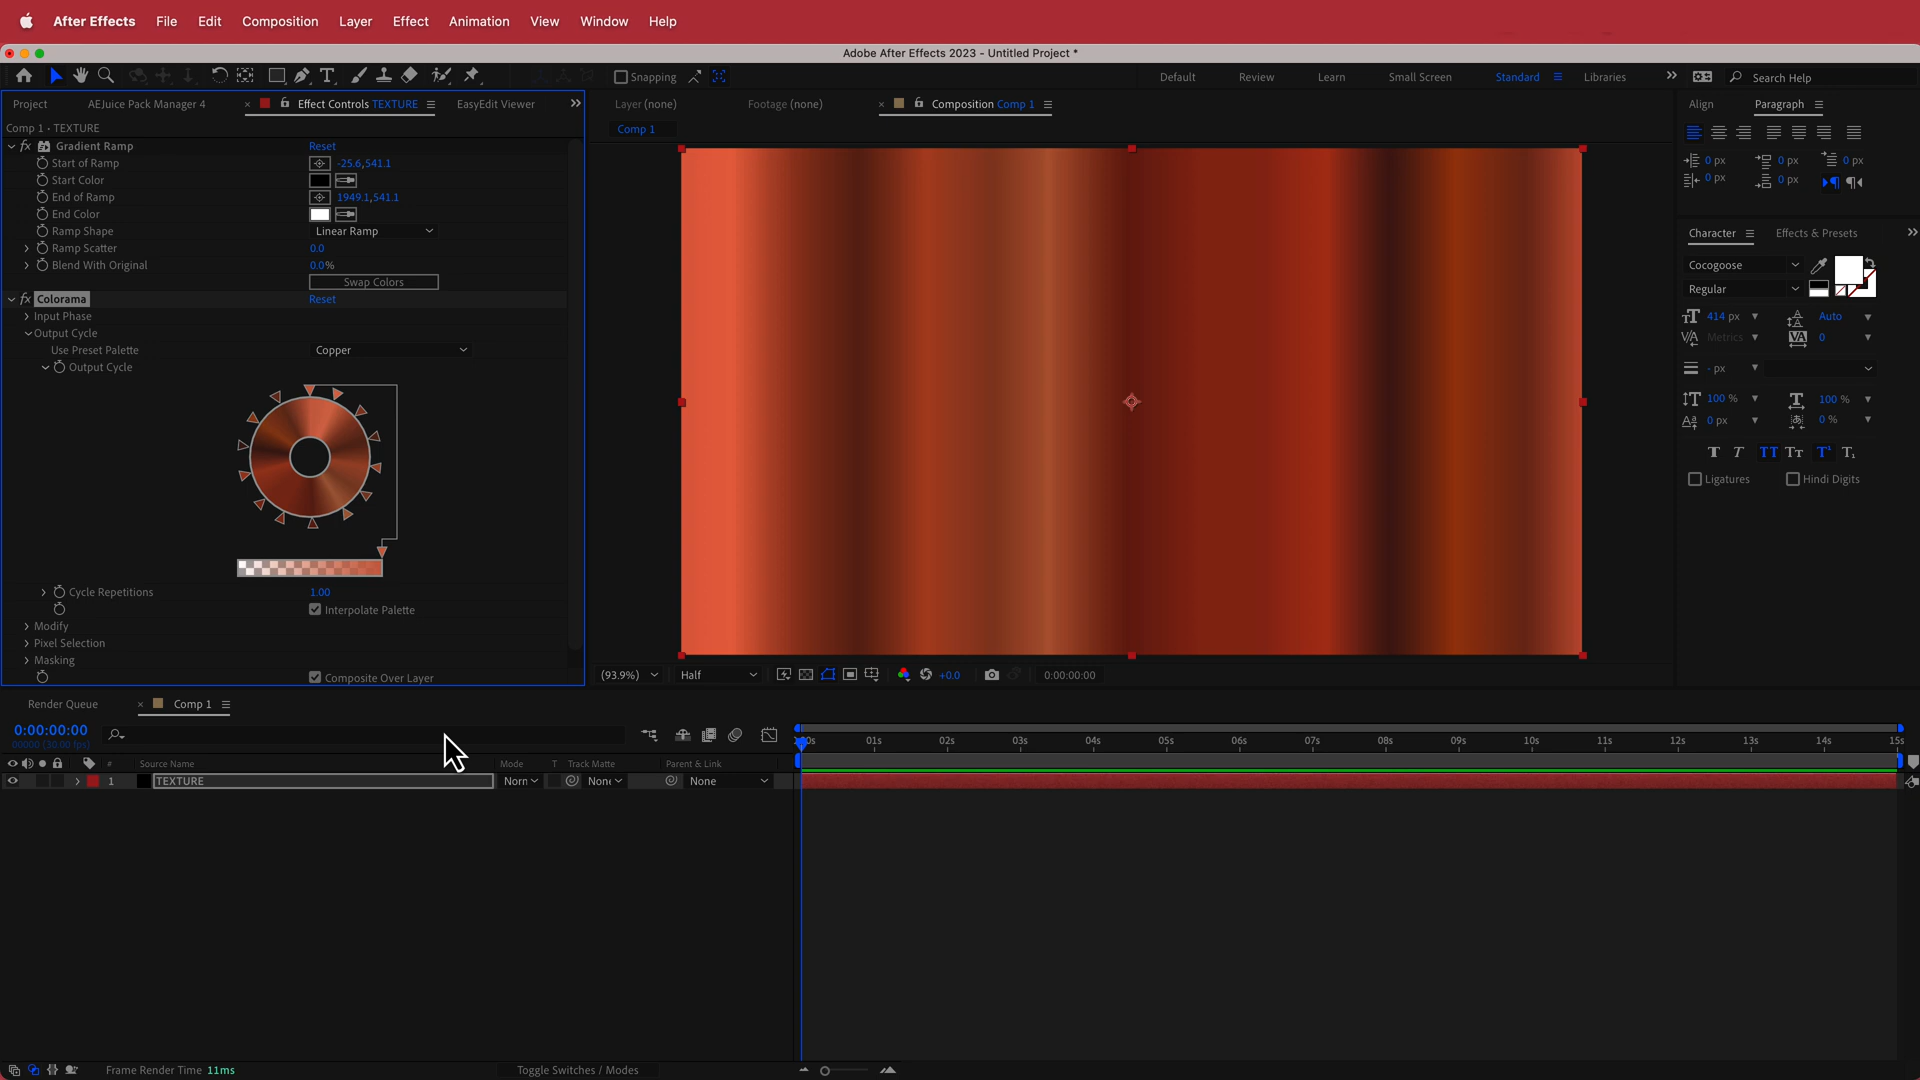 After Effects File Edit Composition Layer Effect Animation View Window Help
Adobe After Effects 2023 - Untitled Project *
Snapping Default Review Learn Small Screen Standard Libraries Search Help
Project AEJuice Pack Manager 4 Effect Controls TEXTURE EasyEdit Viewer Layer (none) Footage (none) Composition Comp 1 Align Paragraph
Comp 1 • TEXTURE
Comp 1
Gradient Ramp Reset
Start of Ramp -25.6,541.1
Start Color
End of Ramp 1949.1,541.1
End Color
Ramp Shape Linear Ramp
Ramp Scatter 0.0
Blend With Original 0.0%
Swap Colors
Colorama Reset
Input Phase
Output Cycle
Use Preset Palette Copper
Output Cycle
Cycle Repetitions 1.00
Interpolate Palette
Modify
Pixel Selection
Masking
Composite Over Layer
(93.9%) Half +0.0 0:00:00:00
0 px 0 px 0 px
0 px 0 px
Character Effects & Presets
Cocogoose
Regular
414 px Auto
Metrics 0
- px
100 % 100 %
0 px 0 %
T T TT Tт T¹ T₁
Ligatures Hindi Digits
Render Queue Comp 1
0:00:00:00
00000 (30.00 fps)
01s 02s 03s 04s 05s 06s 07s 08s 09s 10s 11s 12s 13s 14s 15s
# Source Name Mode T Track Matte Parent & Link
1 TEXTURE Norn None None
Frame Render Time 11ms Toggle Switches / Modes